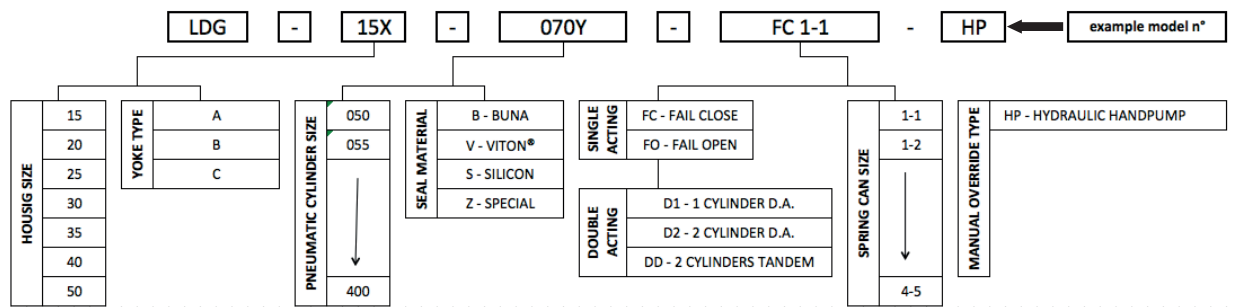 LDG - 15X - 070Y - FC 1-1 - HP example model n°
HOUSIG SIZE
15
20
25
30
35
40
50
YOKE TYPE
A
B
C
PNEUMATIC CYLINDER SIZE
050
055
400
SEAL MATERIAL
B - BUNA
V - VITON®
S - SILICON
Z - SPECIAL
SINGLE
ACTING
FC - FAIL CLOSE
FO - FAIL OPEN
DOUBLE
ACTING
D1 - 1 CYLINDER D.A.
D2 - 2 CYLINDER D.A.
DD - 2 CYLINDERS TANDEM
SPRING CAN SIZE
1-1
1-2
4-5
MANUAL OVERRIDE TYPE
HP - HYDRAULIC HANDPUMP